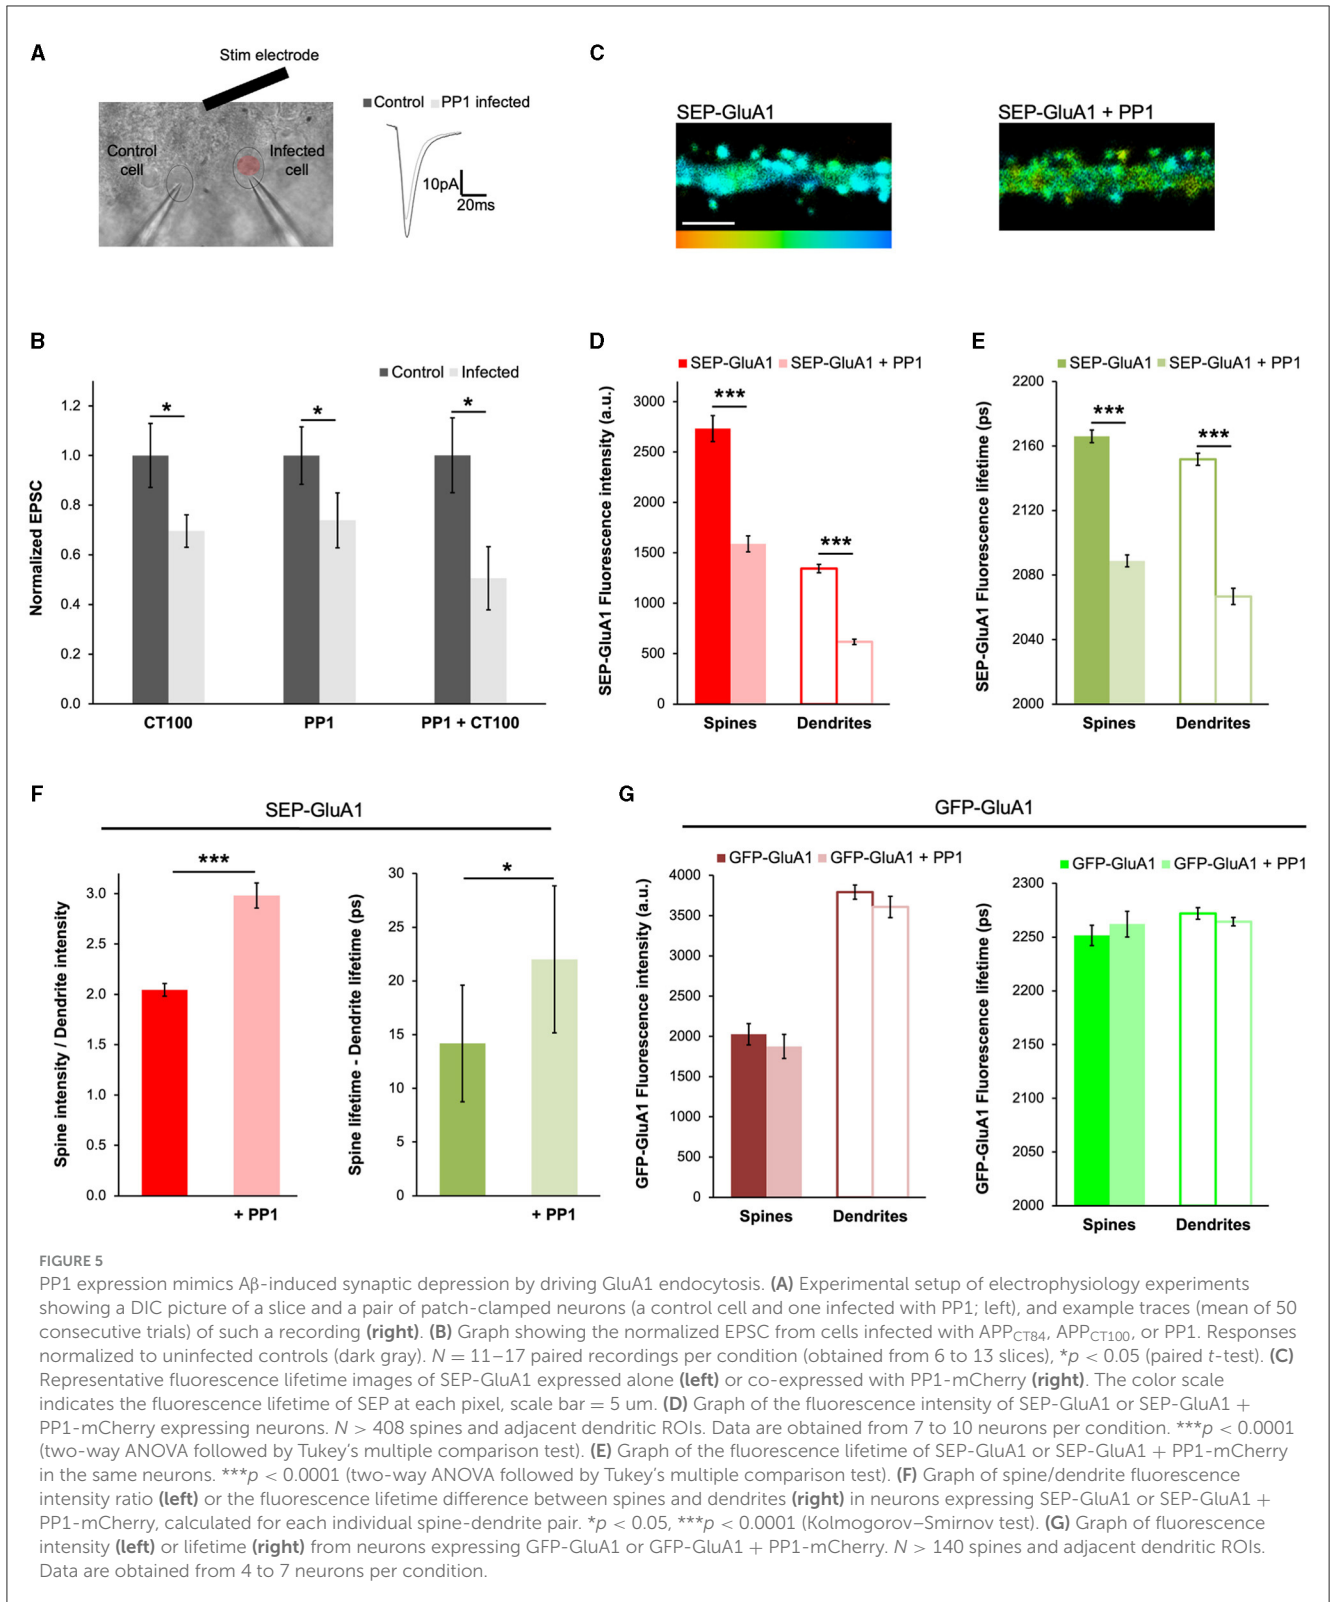 A
Stim electrode
Control cell
Infected cell
Control PP1 infected
10pA
20ms
C
SEP-GluA1
SEP-GluA1 + PP1
B
Control Infected
Normalized EPSC
1.2
1.0
0.8
0.6
0.4
0.2
0.0
* * *
CT100 PP1 PP1 + CT100
D
SEP-GluA1 SEP-GluA1 + PP1
SEP-GluA1 Fluorescence intensity (a.u.)
3000
2500
2000
1500
1000
500
0
*** ***
Spines Dendrites
E
SEP-GluA1 SEP-GluA1 + PP1
SEP-GluA1 Fluorescence lifetime (ps)
2200
2160
2120
2080
2040
2000
*** ***
Spines Dendrites
F
SEP-GluA1
Spine intensity / Dendrite intensity
3.0
2.5
2.0
1.5
1.0
0.5
0.0
***
+ PP1
Spine lifetime - Dendrite lifetime (ps)
30
25
20
15
10
5
0
*
+ PP1
G
GFP-GluA1
GFP-GluA1 GFP-GluA1 + PP1
GFP-GluA1 Fluorescence intensity (a.u.)
4000
3500
3000
2500
2000
1500
1000
500
0
Spines Dendrites
GFP-GluA1 GFP-GluA1 + PP1
GFP-GluA1 Fluorescence lifetime (ps)
2300
2250
2200
2150
2100
2050
2000
Spines Dendrites
FIGURE 5
PP1 expression mimics Aβ-induced synaptic depression by driving GluA1 endocytosis. (A) Experimental setup of electrophysiology experiments
showing a DIC picture of a slice and a pair of patch-clamped neurons (a control cell and one infected with PP1; left), and example traces (mean of 50
consecutive trials) of such a recording (right). (B) Graph showing the normalized EPSC from cells infected with APPCT84, APPCT100, or PP1. Responses
normalized to uninfected controls (dark gray). N = 11–17 paired recordings per condition (obtained from 6 to 13 slices), *p < 0.05 (paired t-test). (C)
Representative fluorescence lifetime images of SEP-GluA1 expressed alone (left) or co-expressed with PP1-mCherry (right). The color scale
indicates the fluorescence lifetime of SEP at each pixel, scale bar = 5 um. (D) Graph of the fluorescence intensity of SEP-GluA1 or SEP-GluA1 +
PP1-mCherry expressing neurons. N > 408 spines and adjacent dendritic ROIs. Data are obtained from 7 to 10 neurons per condition. ***p < 0.0001
(two-way ANOVA followed by Tukey's multiple comparison test). (E) Graph of the fluorescence lifetime of SEP-GluA1 or SEP-GluA1 + PP1-mCherry
in the same neurons. ***p < 0.0001 (two-way ANOVA followed by Tukey's multiple comparison test). (F) Graph of spine/dendrite fluorescence
intensity ratio (left) or the fluorescence lifetime difference between spines and dendrites (right) in neurons expressing SEP-GluA1 or SEP-GluA1 +
PP1-mCherry, calculated for each individual spine-dendrite pair. *p < 0.05, ***p < 0.0001 (Kolmogorov–Smirnov test). (G) Graph of fluorescence
intensity (left) or lifetime (right) from neurons expressing GFP-GluA1 or GFP-GluA1 + PP1-mCherry. N > 140 spines and adjacent dendritic ROIs.
Data are obtained from 4 to 7 neurons per condition.